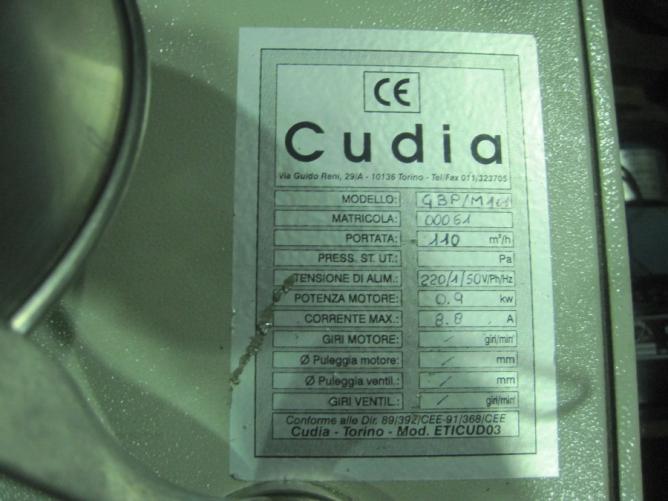 CE
Cudia
Via Guido Reni, 29/A - 10136 Torino - Tel/Fax 011/323705
MODELLO: GBP/M101
MATRICOLA: 00061
PORTATA: 110 m³/h
PRESS. ST. UT.: Pa
TENSIONE DI ALIM.: 220/1/50 V/Ph/Hz
POTENZA MOTORE: 0.9 kw
CORRENTE MAX.: 8.8 A
GIRI MOTORE: / giri/min'
Ø Puleggia motore: / mm
Ø Puleggia ventil.: / mm
GIRI VENTIL.: / giri/min'
Conforme alle Dir. 89/392/CEE-91/368/CEE
Cudia - Torino - Mod. ETICUD03